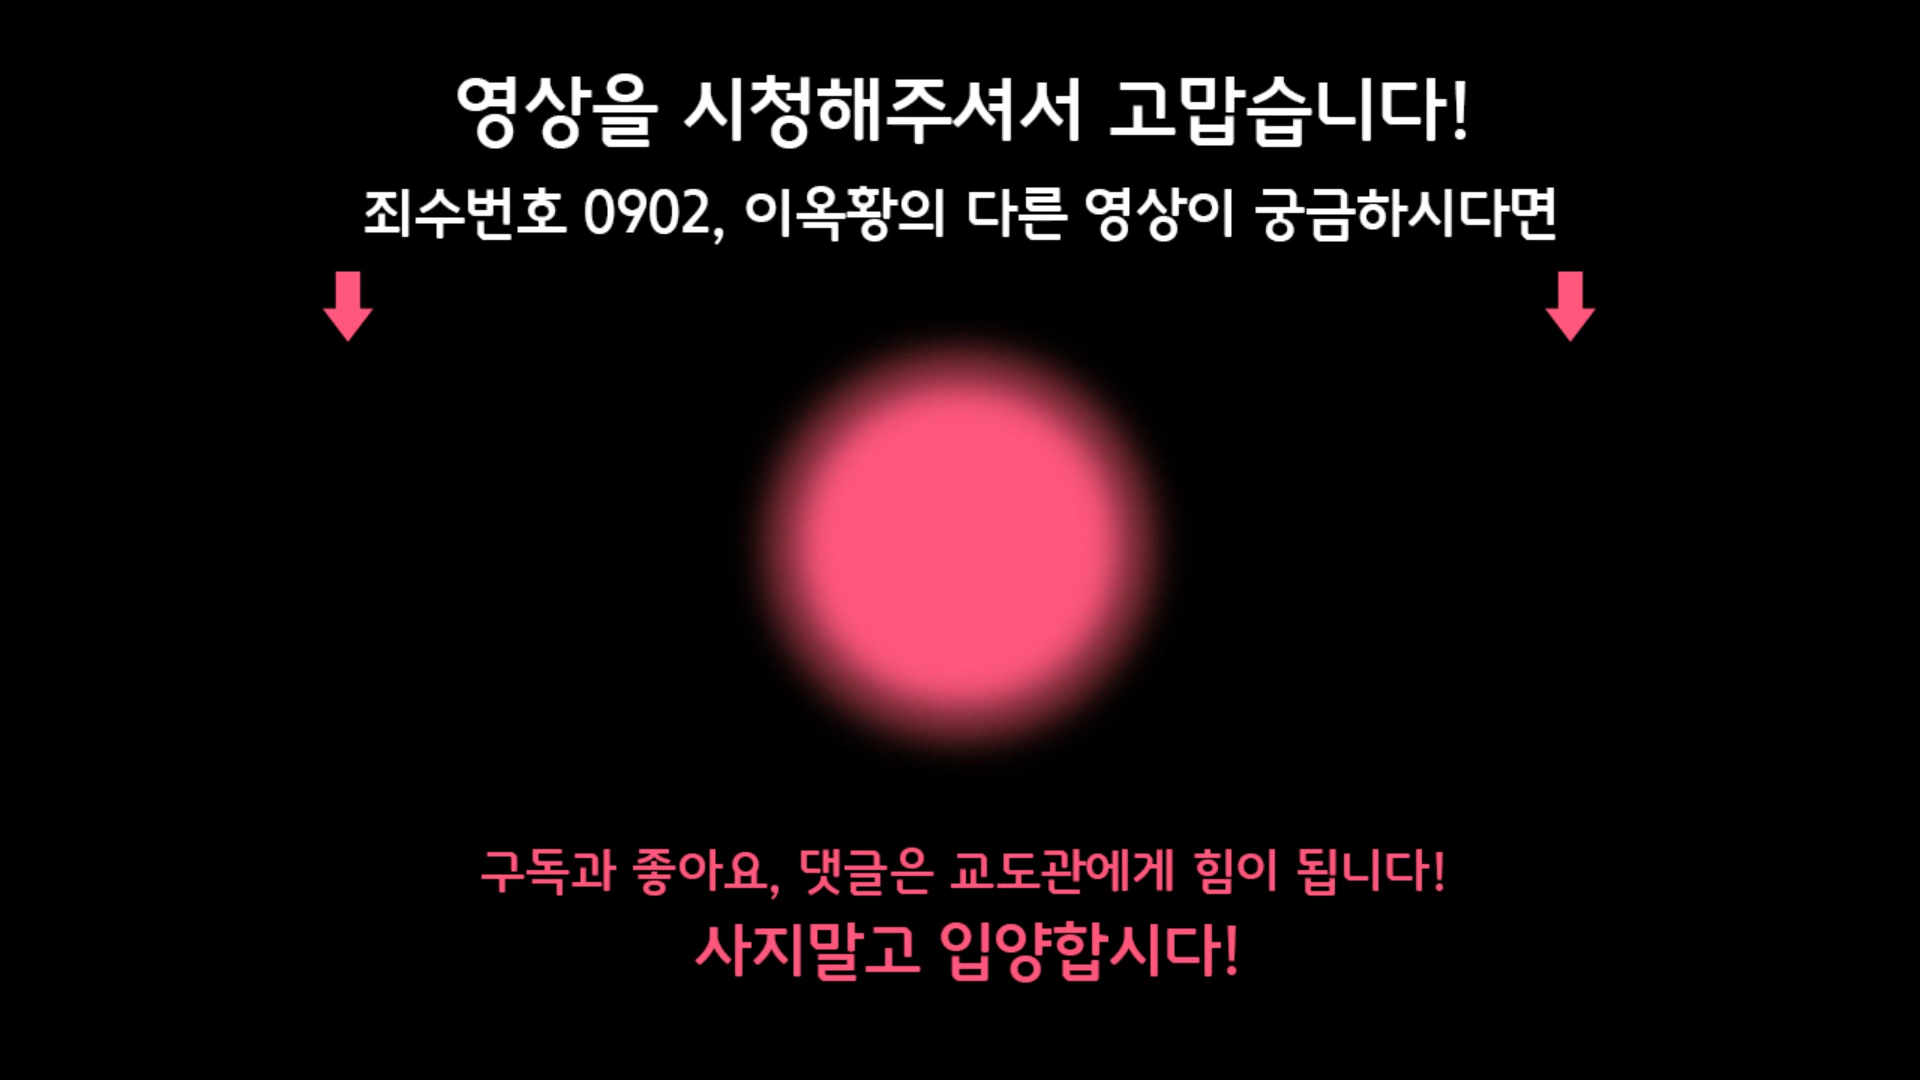 영상을 시청해주셔서 고맙습니다!
죄수번호 0902, 이옥황의 다른 영상이 궁금하시다면
구독과 좋아요, 댓글은 교도관에게 힘이 됩니다!
사지말고 입양합시다!